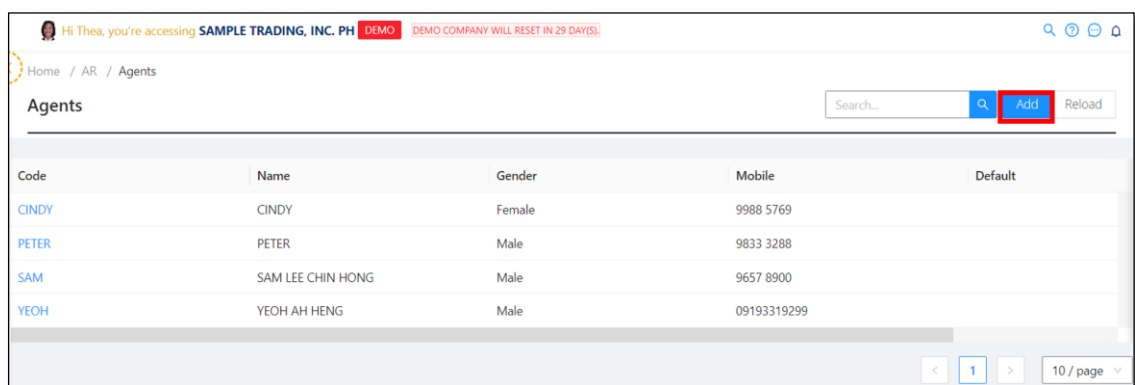 Hi Thea, you're accessing SAMPLE TRADING, INC. PH DEMO DEMO COMPANY WILL RESET IN 29 DAY(S).
Home / AR / Agents
Agents Search... Add Reload
Code Name Gender Mobile Default
CINDY CINDY Female 9988 5769
PETER PETER Male 9833 3288
SAM SAM LEE CHIN HONG Male 9657 8900
YEOH YEOH AH HENG Male 09193319299
< 1 > 10 / page